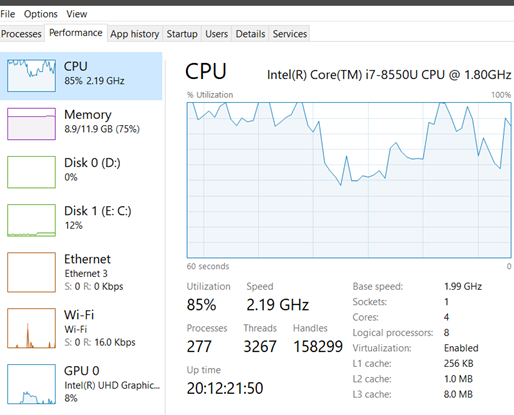 File Options View
Processes Performance App history Startup Users Details Services
CPU
85% 2.19 GHz
Memory
8.9/11.9 GB (75%)
Disk 0 (D:)
0%
Disk 1 (E: C:)
12%
Ethernet
Ethernet 3
S: 0 R: 0 Kbps
Wi-Fi
Wi-Fi
S: 0 R: 16.0 Kbps
GPU 0
Intel(R) UHD Graphic...
8%
CPU Intel(R) Core(TM) i7-8550U CPU @ 1.80GHz
% Utilization 100%
60 seconds 0
Utilization Speed
85% 2.19 GHz
Processes Threads Handles
277 3267 158299
Up time
20:12:21:50
Base speed: 1.99 GHz
Sockets: 1
Cores: 4
Logical processors: 8
Virtualization: Enabled
L1 cache: 256 KB
L2 cache: 1.0 MB
L3 cache: 8.0 MB